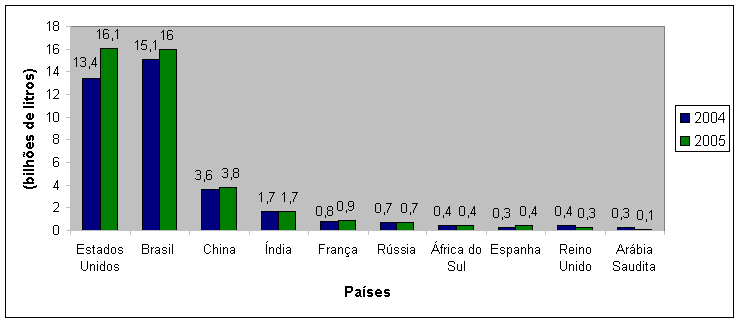 (bilhões de litros)
18
16
14
12
10
8
6
4
2
0
13,4 16,1
15,1 16
3,6 3,8
1,7 1,7
0,8 0,9
0,7 0,7
0,4 0,4
0,3 0,4
0,4 0,3
0,3 0,1
Estados
Unidos
Brasil
China
Índia
França
Rússia
África do
Sul
Espanha
Reino
Unido
Arábia
Saudita
Países
2004
2005